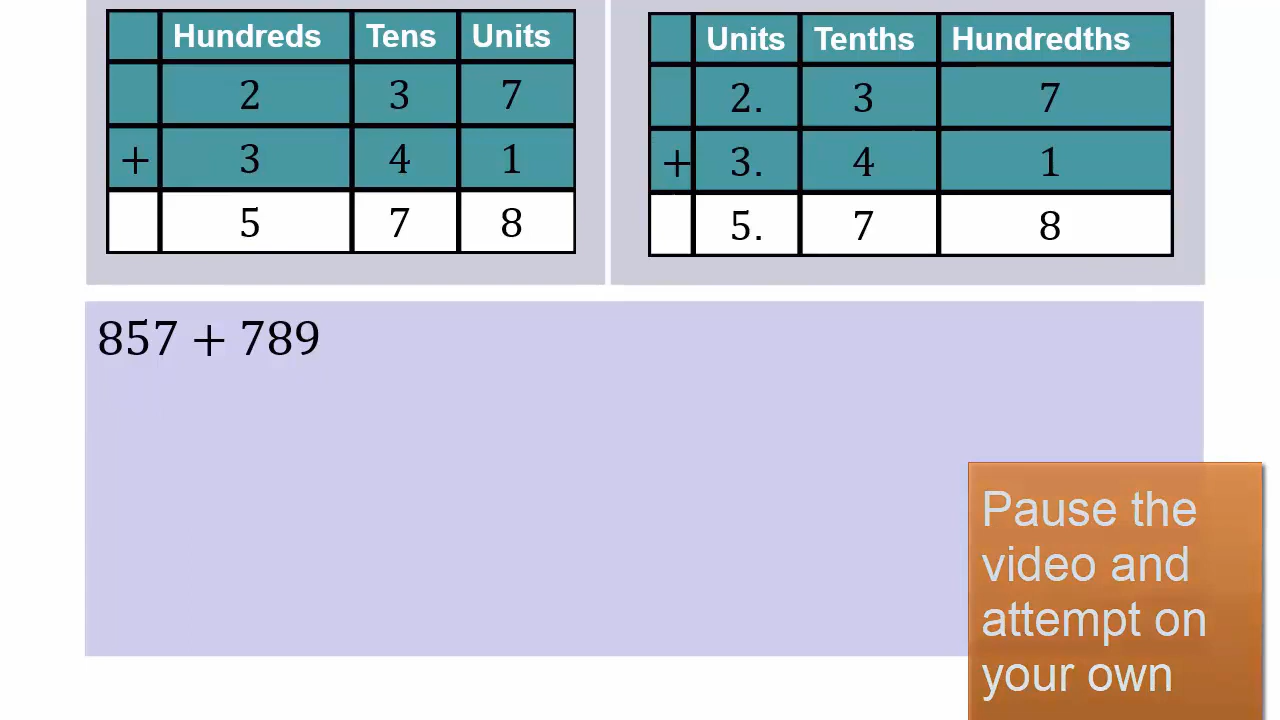 Hundreds Tens Units
2 3 7
+ 3 4 1
5 7 8
Units Tenths Hundredths
2. 3 7
+ 3. 4 1
5. 7 8
857 + 789
Pause the
video and
attempt on
your own